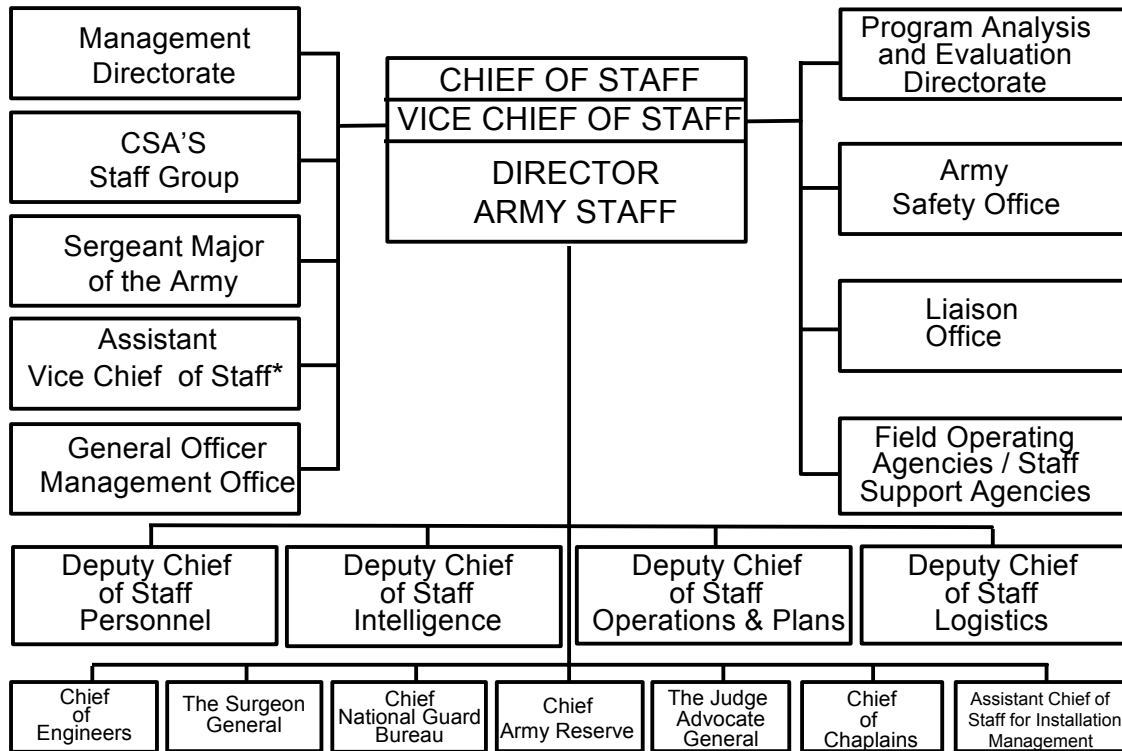 Management
Directorate
CSA'S
Staff Group
Sergeant Major
of the Army
Assistant
Vice Chief of Staff*
General Officer
Management Office
CHIEF OF STAFF
VICE CHIEF OF STAFF
DIRECTOR
ARMY STAFF
Program Analysis
and Evaluation
Directorate
Army
Safety Office
Liaison
Office
Field Operating
Agencies / Staff
Support Agencies
Deputy Chief
of Staff
Personnel
Deputy Chief
of Staff
Intelligence
Deputy Chief
of Staff
Operations & Plans
Deputy Chief
of Staff
Logistics
Chief
of
Engineers
The Surgeon
General
Chief
National Guard
Bureau
Chief
Army Reserve
The Judge
Advocate
General
Chief
of
Chaplains
Assistant Chief of
Staff for Installation
Management